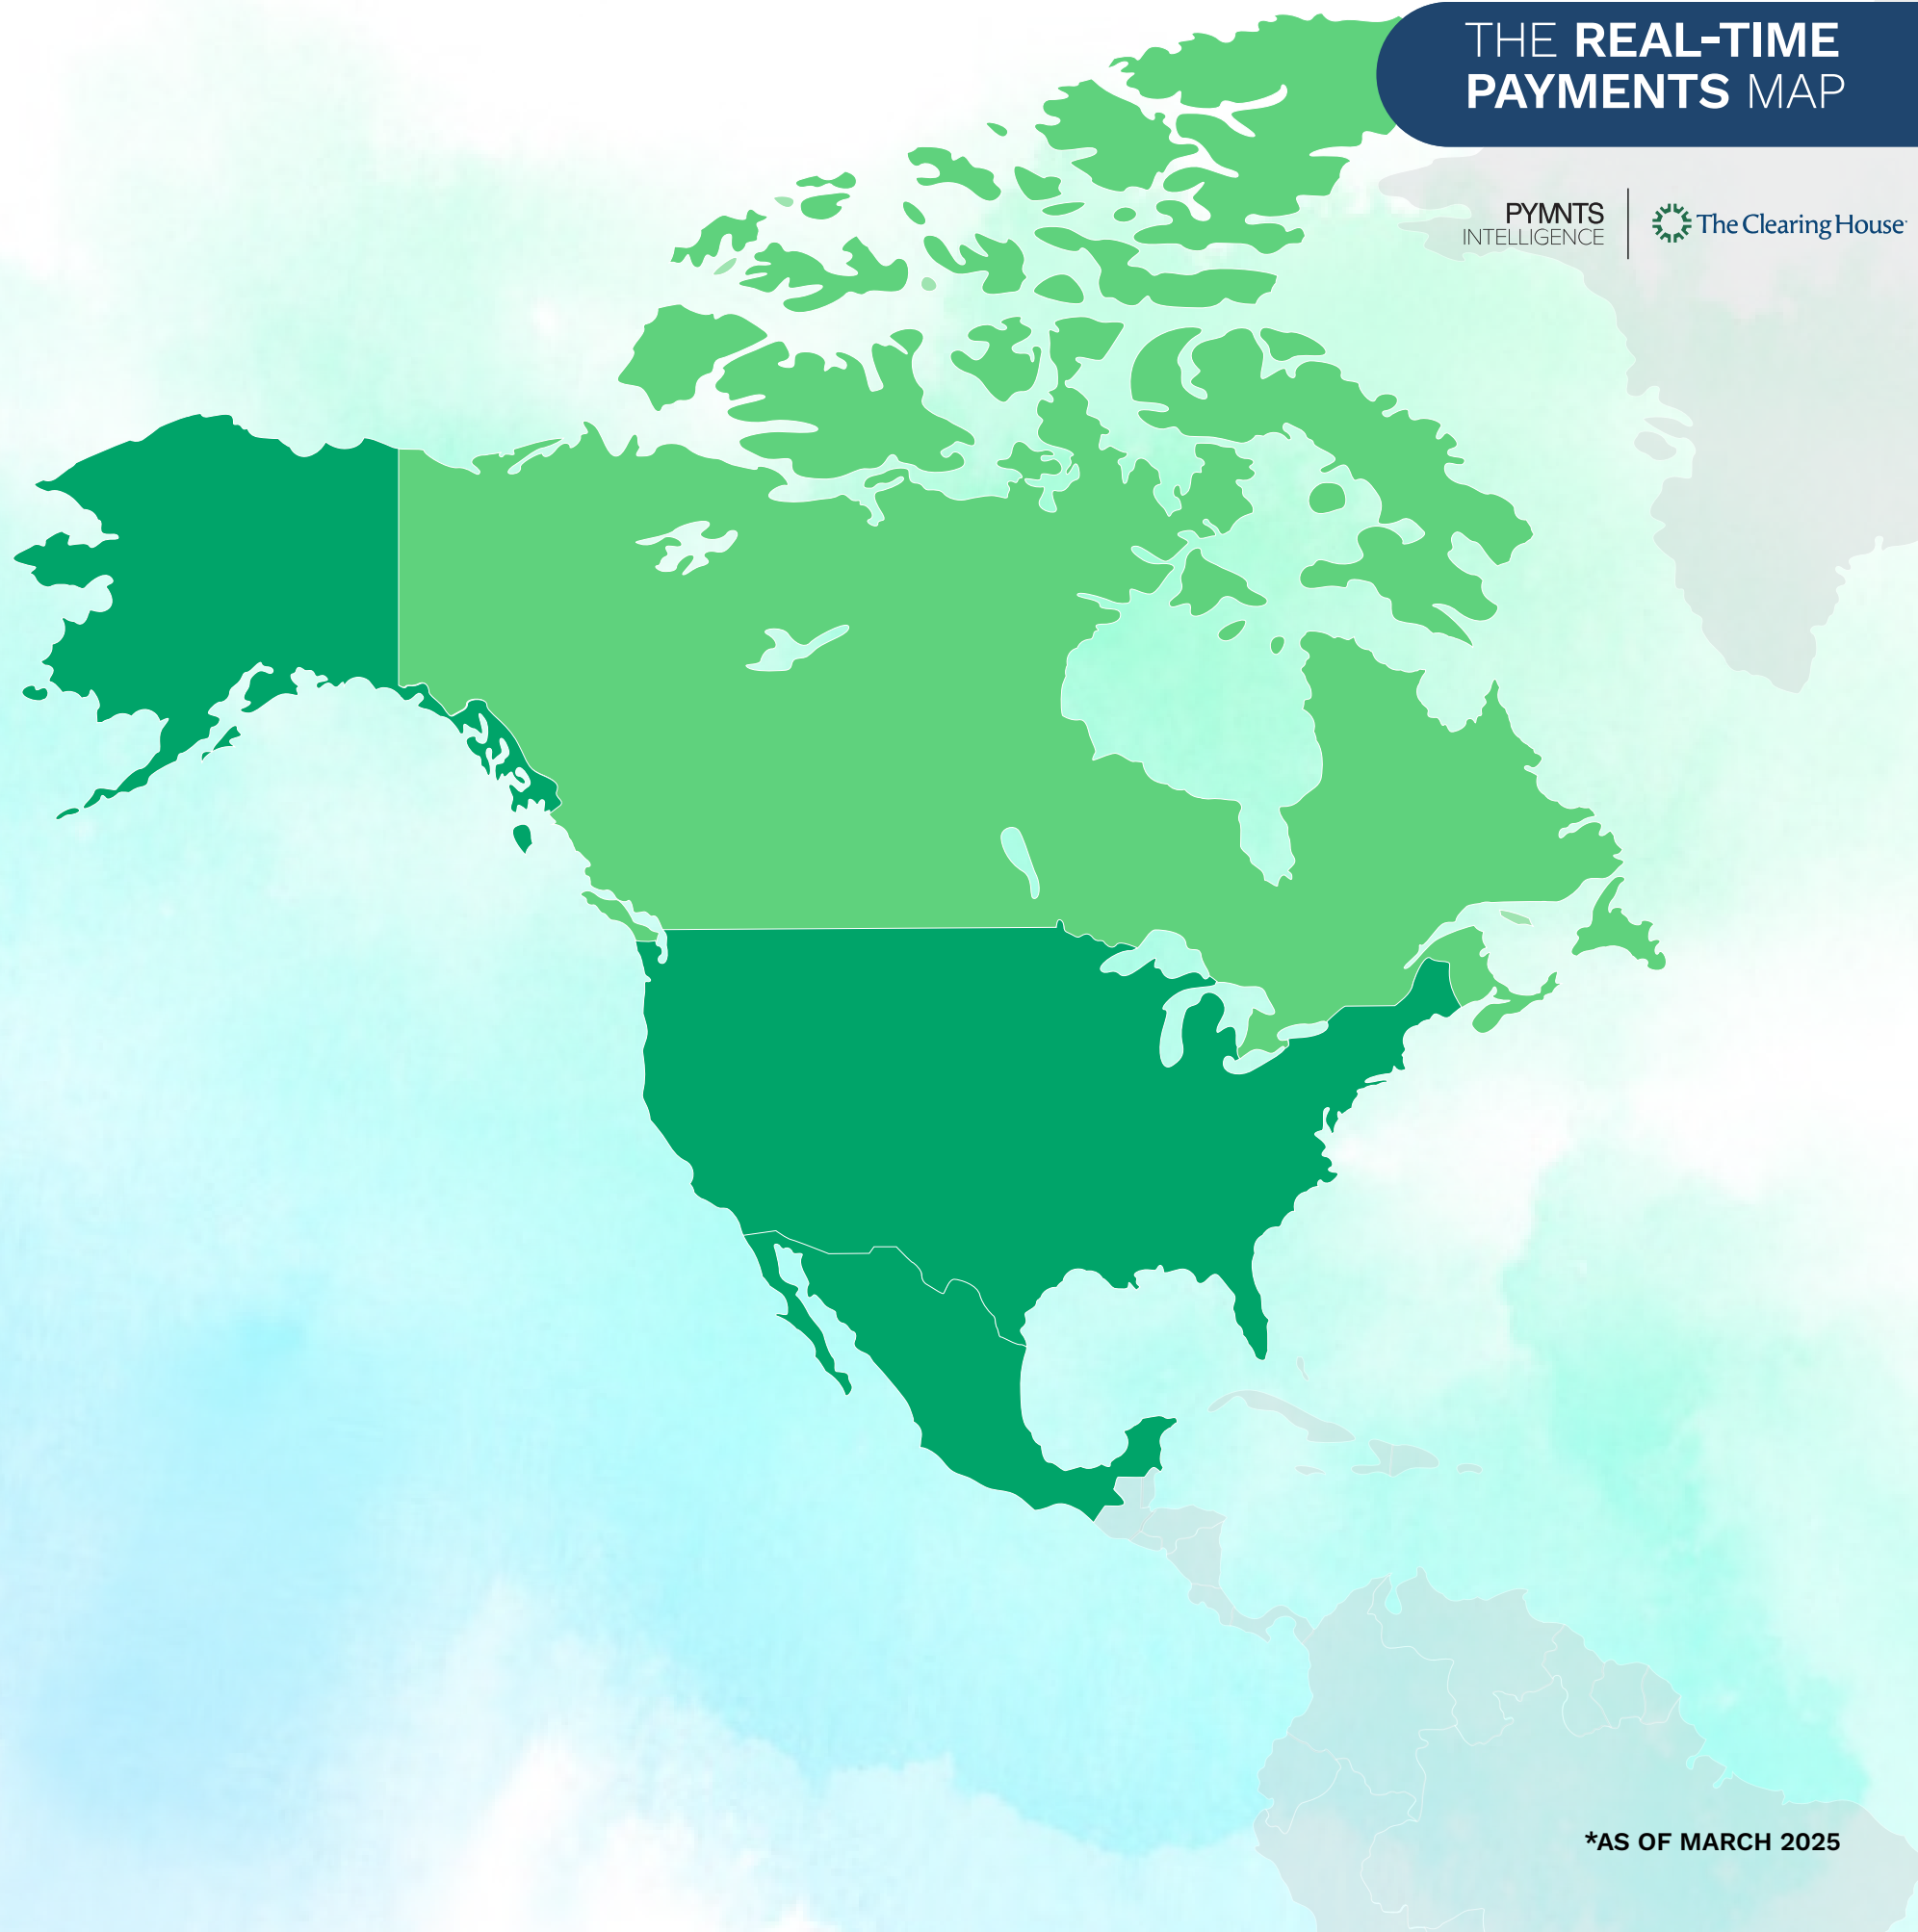 THE REAL-TIME
PAYMENTS MAP
PYMNTS
INTELLIGENCE
The Clearing House
*AS OF MARCH 2025